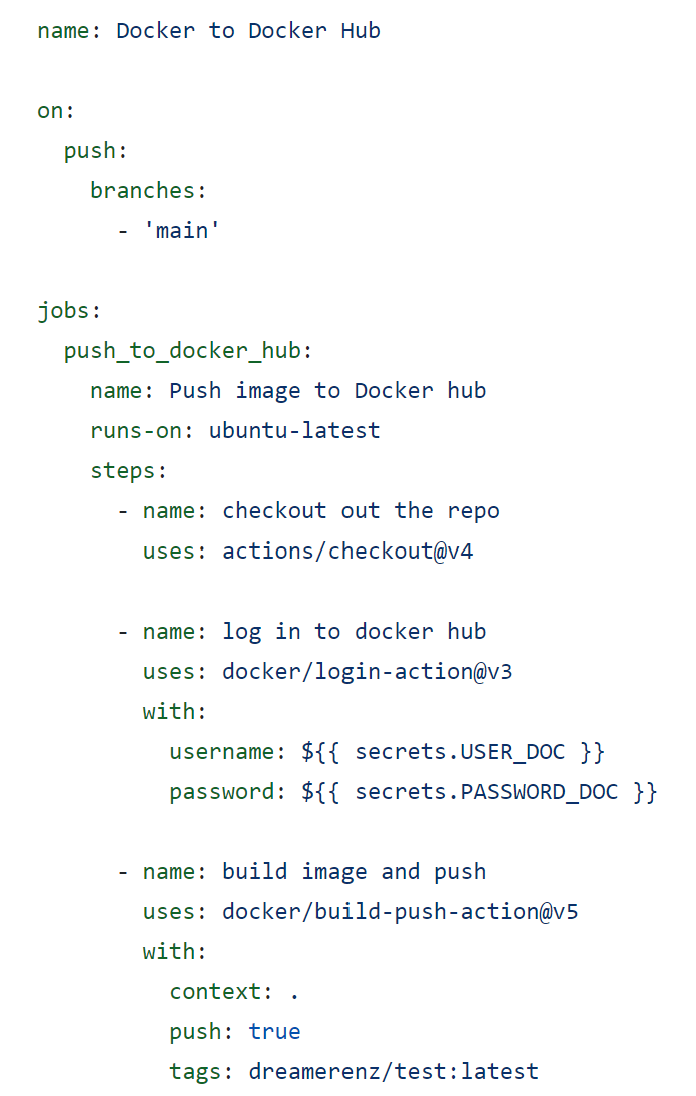 name: Docker to Docker Hub

on:
  push:
    branches:
      - 'main'

jobs:
  push_to_docker_hub:
    name: Push image to Docker hub
    runs-on: ubuntu-latest
    steps:
      - name: checkout out the repo
        uses: actions/checkout@v4

      - name: log in to docker hub
        uses: docker/login-action@v3
        with:
          username: ${{ secrets.USER_DOC }}
          password: ${{ secrets.PASSWORD_DOC }}

      - name: build image and push
        uses: docker/build-push-action@v5
        with:
          context: .
          push: true
          tags: dreamerenz/test:latest